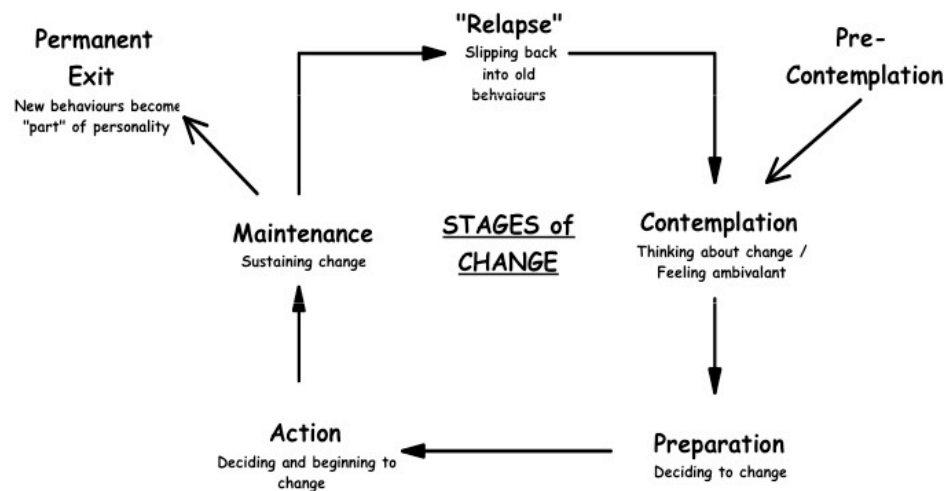 Permanent
Exit
New behaviours become
"part" of personality
"Relapse"
Slipping back
into old
behvaiours
Pre-
Contemplation
Maintenance
Sustaining change
STAGES of
CHANGE
Contemplation
Thinking about change /
Feeling ambivalant
Action
Deciding and beginning to
change
Preparation
Deciding to change